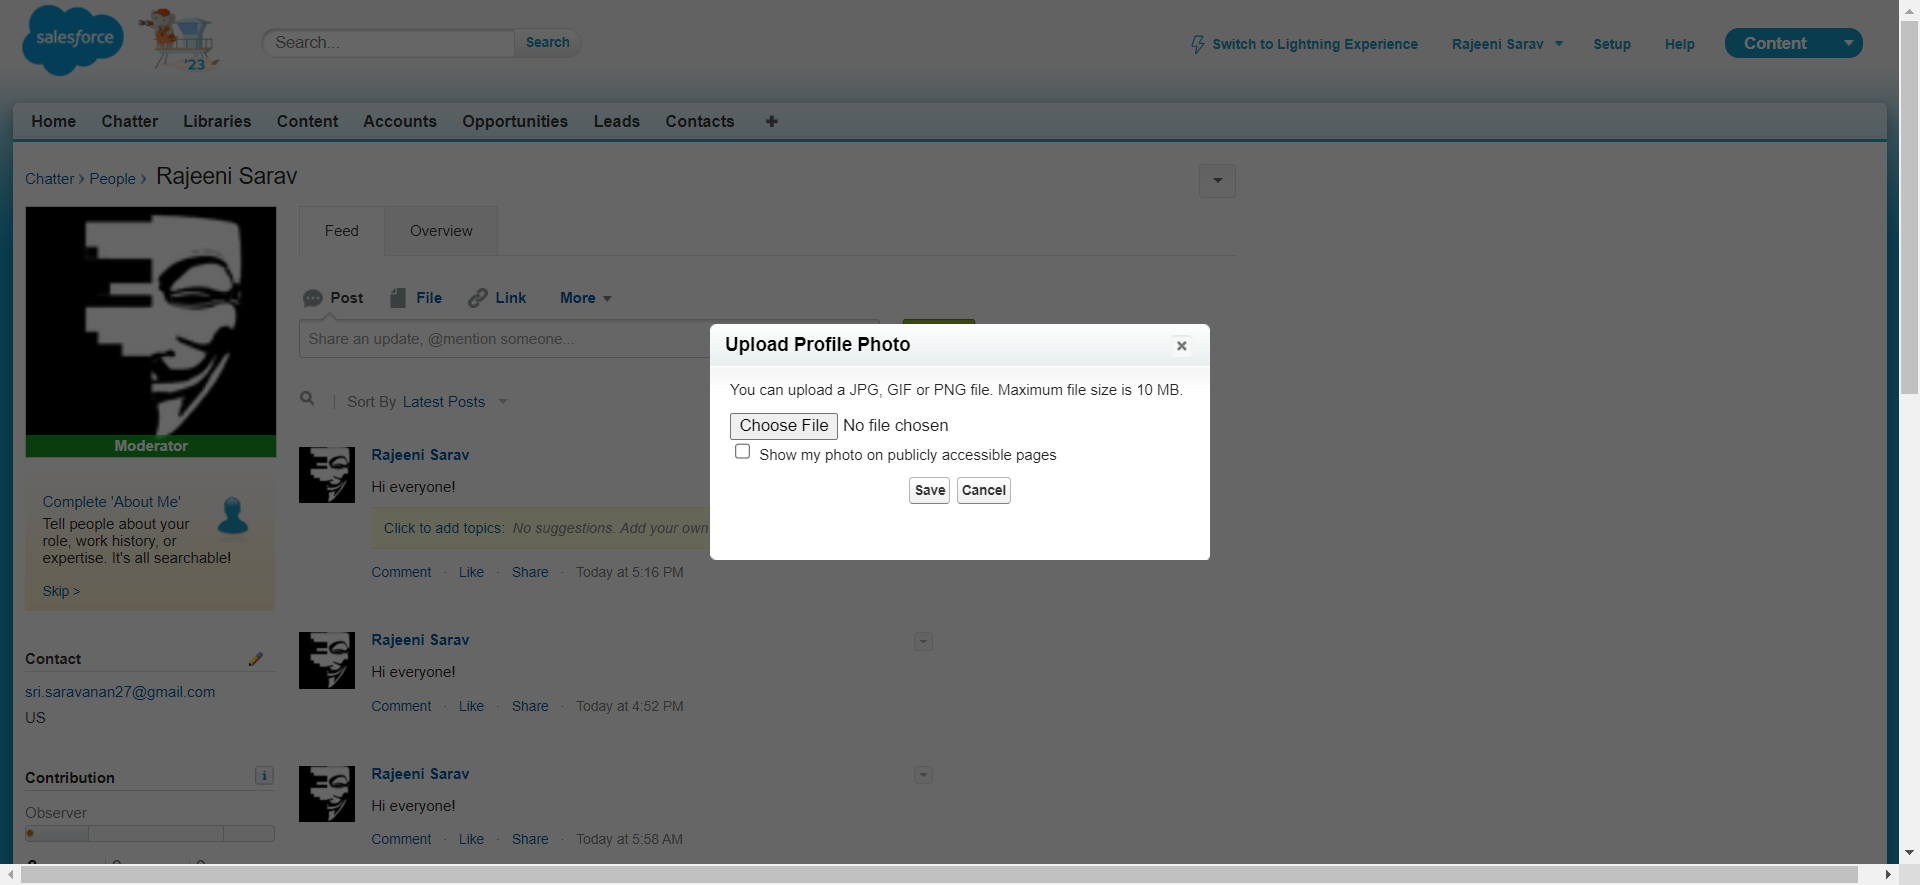 salesforce
'23
Search...
Search
Switch to Lightning Experience
Rajeeni Sarav
Setup
Help
Content
Home
Chatter
Libraries
Content
Accounts
Opportunities
Leads
Contacts
Chatter › People › Rajeeni Sarav
Moderator
Complete 'About Me'
Tell people about your
role, work history, or
expertise. It's all searchable!
Skip >
Contact
sri.saravanan27@gmail.com
US
Contribution
Observer
Feed
Overview
Post
File
Link
More
Share an update, @mention someone...
Sort By Latest Posts
Rajeeni Sarav
Hi everyone!
Click to add topics: No suggestions. Add your own
Comment · Like · Share · Today at 5:16 PM
Rajeeni Sarav
Hi everyone!
Comment · Like · Share · Today at 4:52 PM
Rajeeni Sarav
Hi everyone!
Comment · Like · Share · Today at 5:58 AM
Upload Profile Photo
You can upload a JPG, GIF or PNG file. Maximum file size is 10 MB.
Choose File No file chosen
Show my photo on publicly accessible pages
Save
Cancel